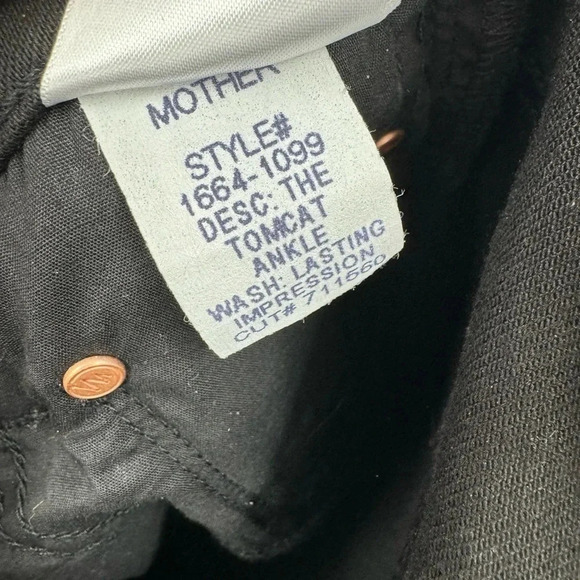 MOTHER
STYLE#
1664-1099
DESC: THE
TOMCAT
ANKLE
WASH: LASTING
IMPRESSION
CUT# 711560